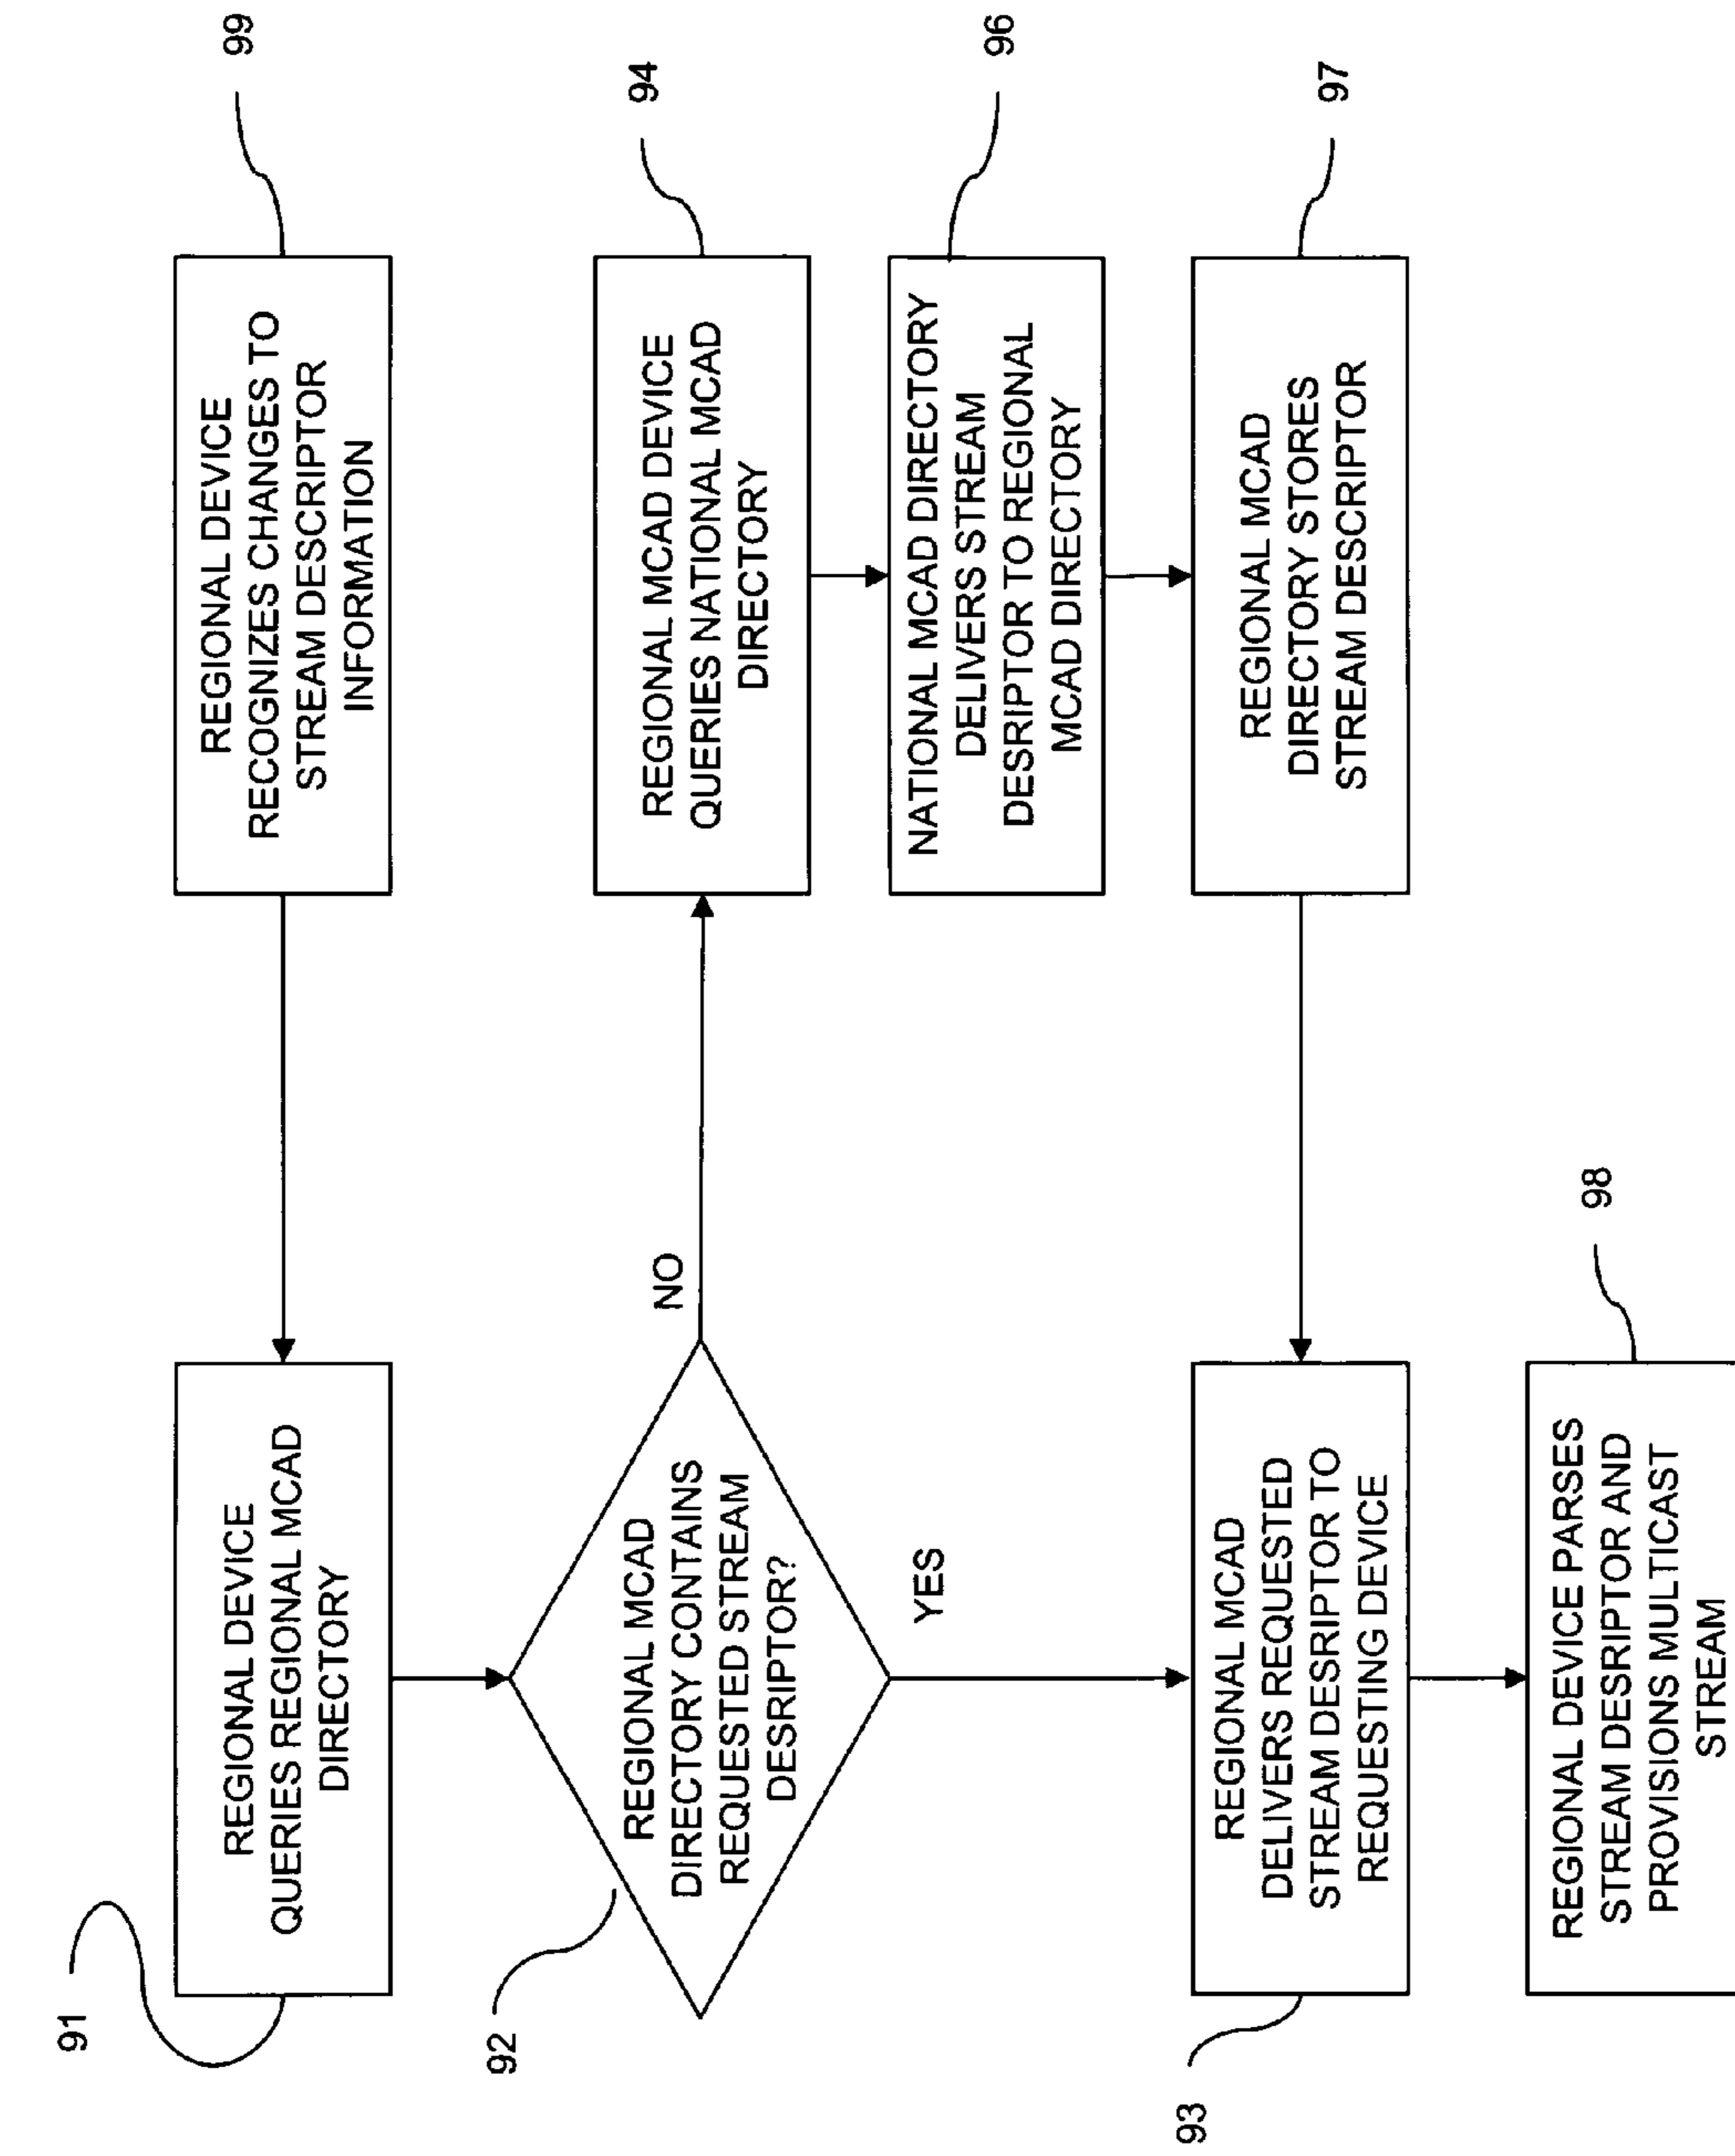 99
REGIONAL DEVICE
RECOGNIZES CHANGES TO
STREAM DESCRIPTOR
INFORMATION
91
REGIONAL DEVICE
QUERIES REGIONAL MCAD
DIRECTORY
92
REGIONAL MCAD
DIRECTORY CONTAINS
REQUESTED STREAM
DESRIPTOR?
NO
YES
94
REGIONAL MCAD DEVICE
QUERIES NATIONAL MCAD
DIRECTORY
96
NATIONAL MCAD DIRECTORY
DELIVERS STREAM
DESRIPTOR TO REGIONAL
MCAD DIRECTORY
97
REGIONAL MCAD
DIRECTORY STORES
STREAM DESCRIPTOR
93
REGIONAL MCAD
DELIVERS REQUESTED
STREAM DESRIPTOR TO
REQUESTING DEVICE
98
REGIONAL DEVICE PARSES
STREAM DESRIPTOR AND
PROVISIONS MULTICAST
STREAM